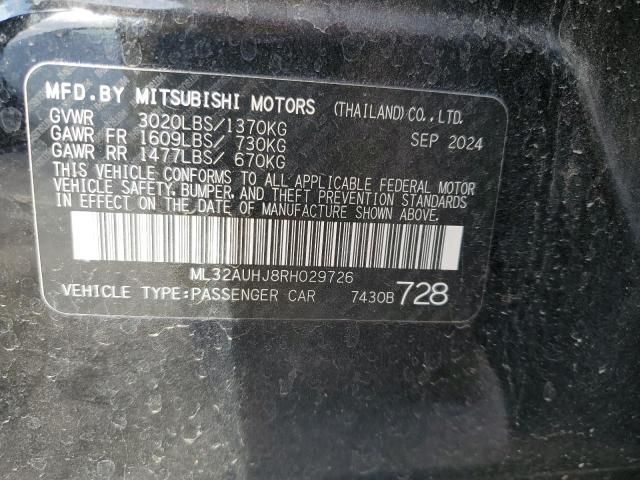 MFD.BY MITSUBISHI MOTORS (THAILAND)CO.,LTD.
GVWR 3020LBS/1370KG SEP 2024
GAWR FR 1609LBS/ 730KG
GAWR RR 1477LBS/ 670KG
THIS VEHICLE CONFORMS TO ALL APPLICABLE FEDERAL MOTOR
VEHICLE SAFETY,BUMPER,AND THEFT PREVENTION STANDARDS
IN EFFECT ON THE DATE OF MANUFACTURE SHOWN ABOVE.
ML32AUHJ8RH029726
VEHICLE TYPE:PASSENGER CAR 7430B 728